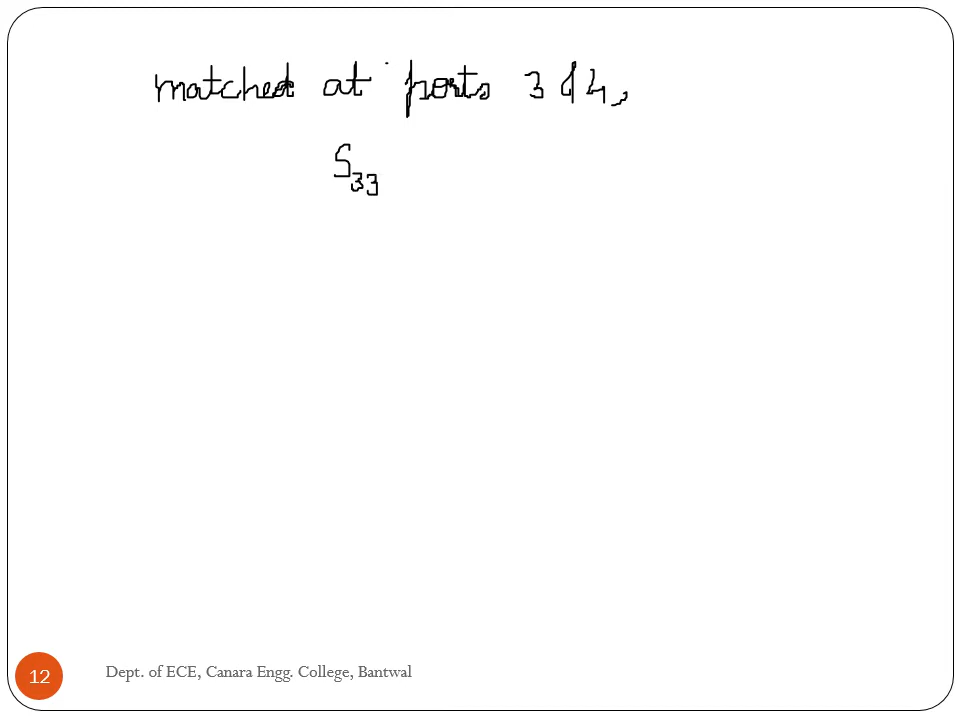 matched at ports 3 & 4,
S33
12
Dept. of ECE, Canara Engg. College, Bantwal